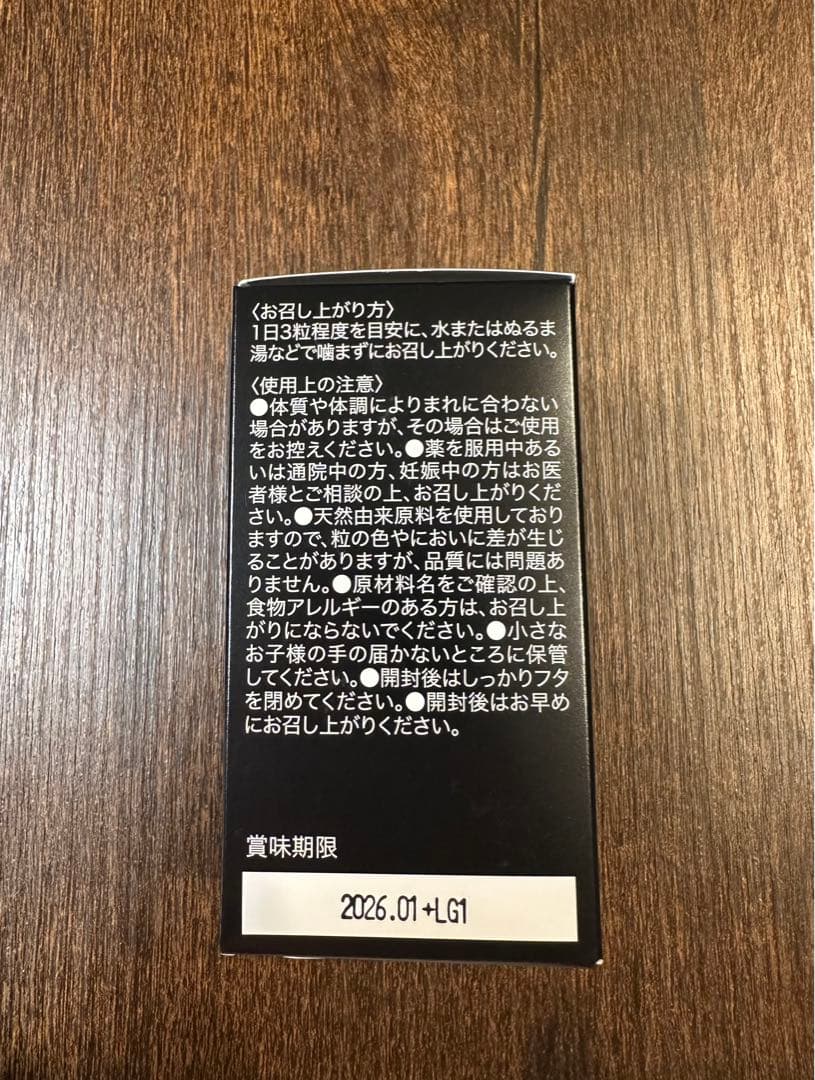 〈お召し上がり方〉
1日3粒程度を目安に、水またはぬるま
湯などで噛まずにお召し上がりください。
〈使用上の注意〉
●体質や体調によりまれに合わない
場合がありますが、その場合はご使用
をお控えください。●薬を服用中ある
いは通院中の方、妊娠中の方はお医
者様とご相談の上、お召し上がりくだ
さい。●天然由来原料を使用しており
ますので、粒の色やにおいに差が生じ
ることがありますが、品質には問題あ
りません。●原材料名をご確認の上、
食物アレルギーのある方は、お召し上
がりにならないでください。●小さな
お子様の手の届かないところに保管
してください。●開封後はしっかりフタ
を閉めてください。●開封後はお早め
にお召し上がりください。
賞味期限
2026.01+LG1